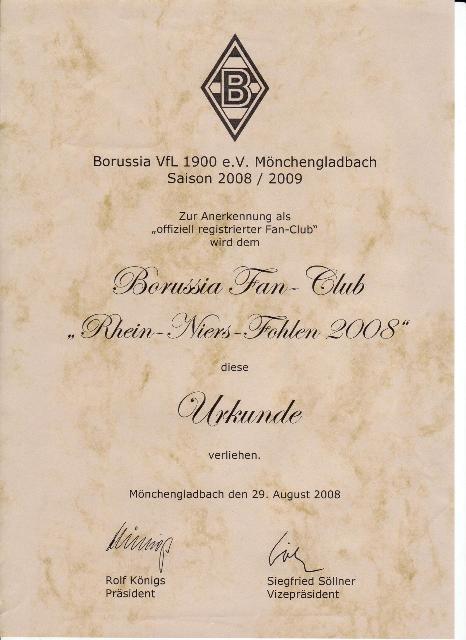 B
Borussia VfL 1900 e.V. Mönchengladbach
Saison 2008 / 2009
Zur Anerkennung als
„offiziell registrierter Fan-Club“
wird dem
Borussia Fan-Club
„Rhein-Niers-Fohlen 2008“
diese
Urkunde
verliehen.
Mönchengladbach den 29. August 2008
Rolf Königs
Präsident
Siegfried Söllner
Vizepräsident